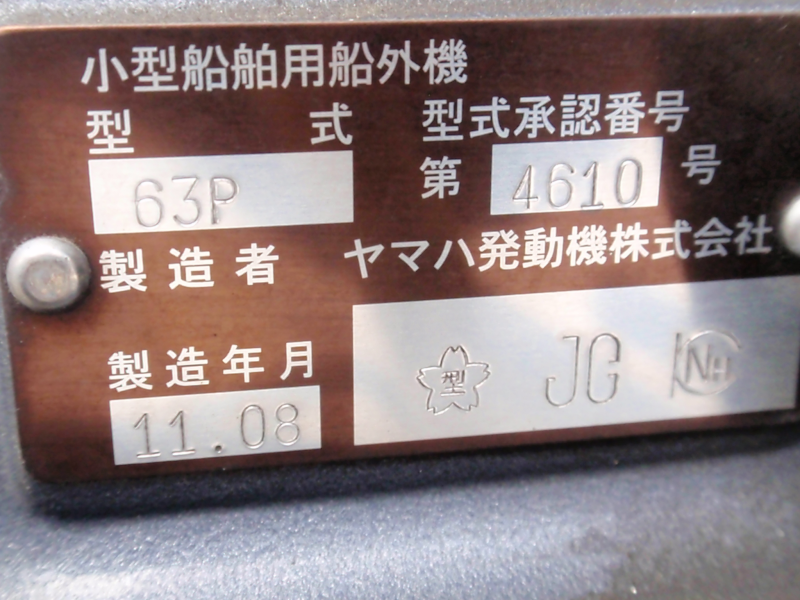 小型船舶用船外機
型式 型式承認番号
63P 第 4610 号
製造者 ヤマハ発動機株式会社
製造年月
11.08
型 JG NH